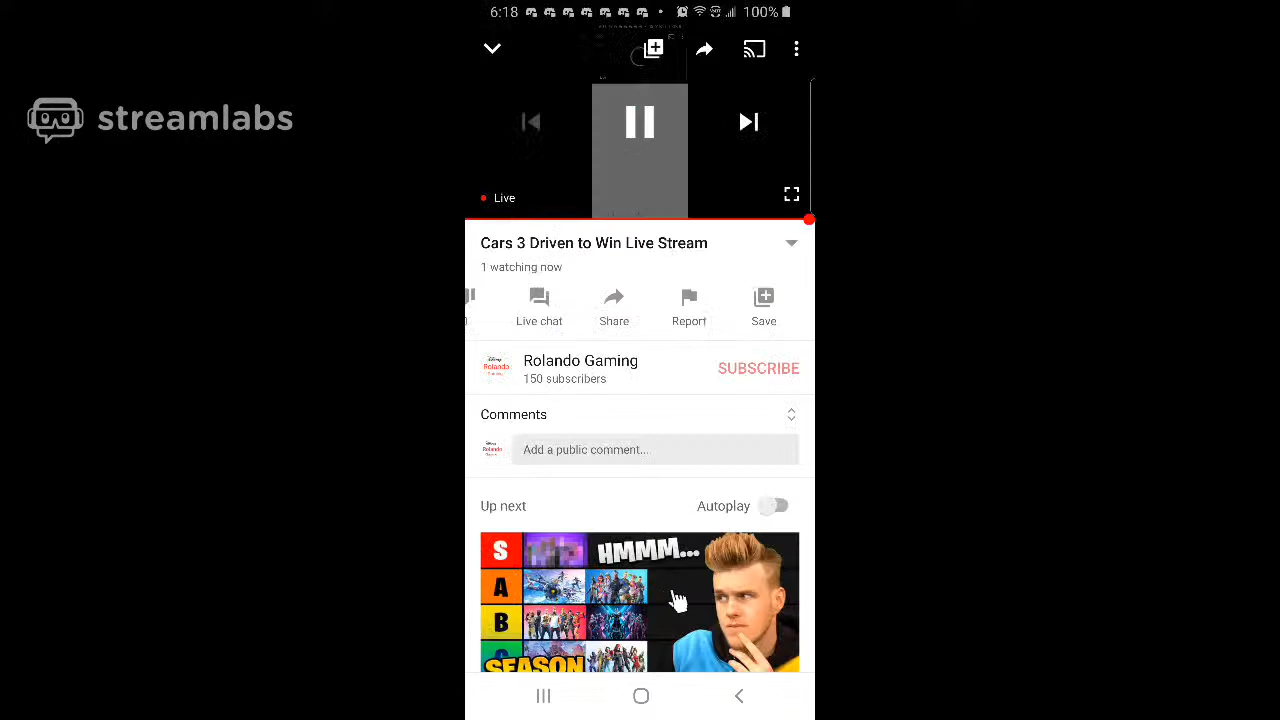 6:18
100%
streamlabs
Live
Cars 3 Driven to Win Live Stream
1 watching now
Live chat
Share
Report
Save
Rolando Gaming
150 subscribers
SUBSCRIBE
Comments
Rolando
Add a public comment...
Up next
Autoplay
S
HMMM...
A
B
SEASON